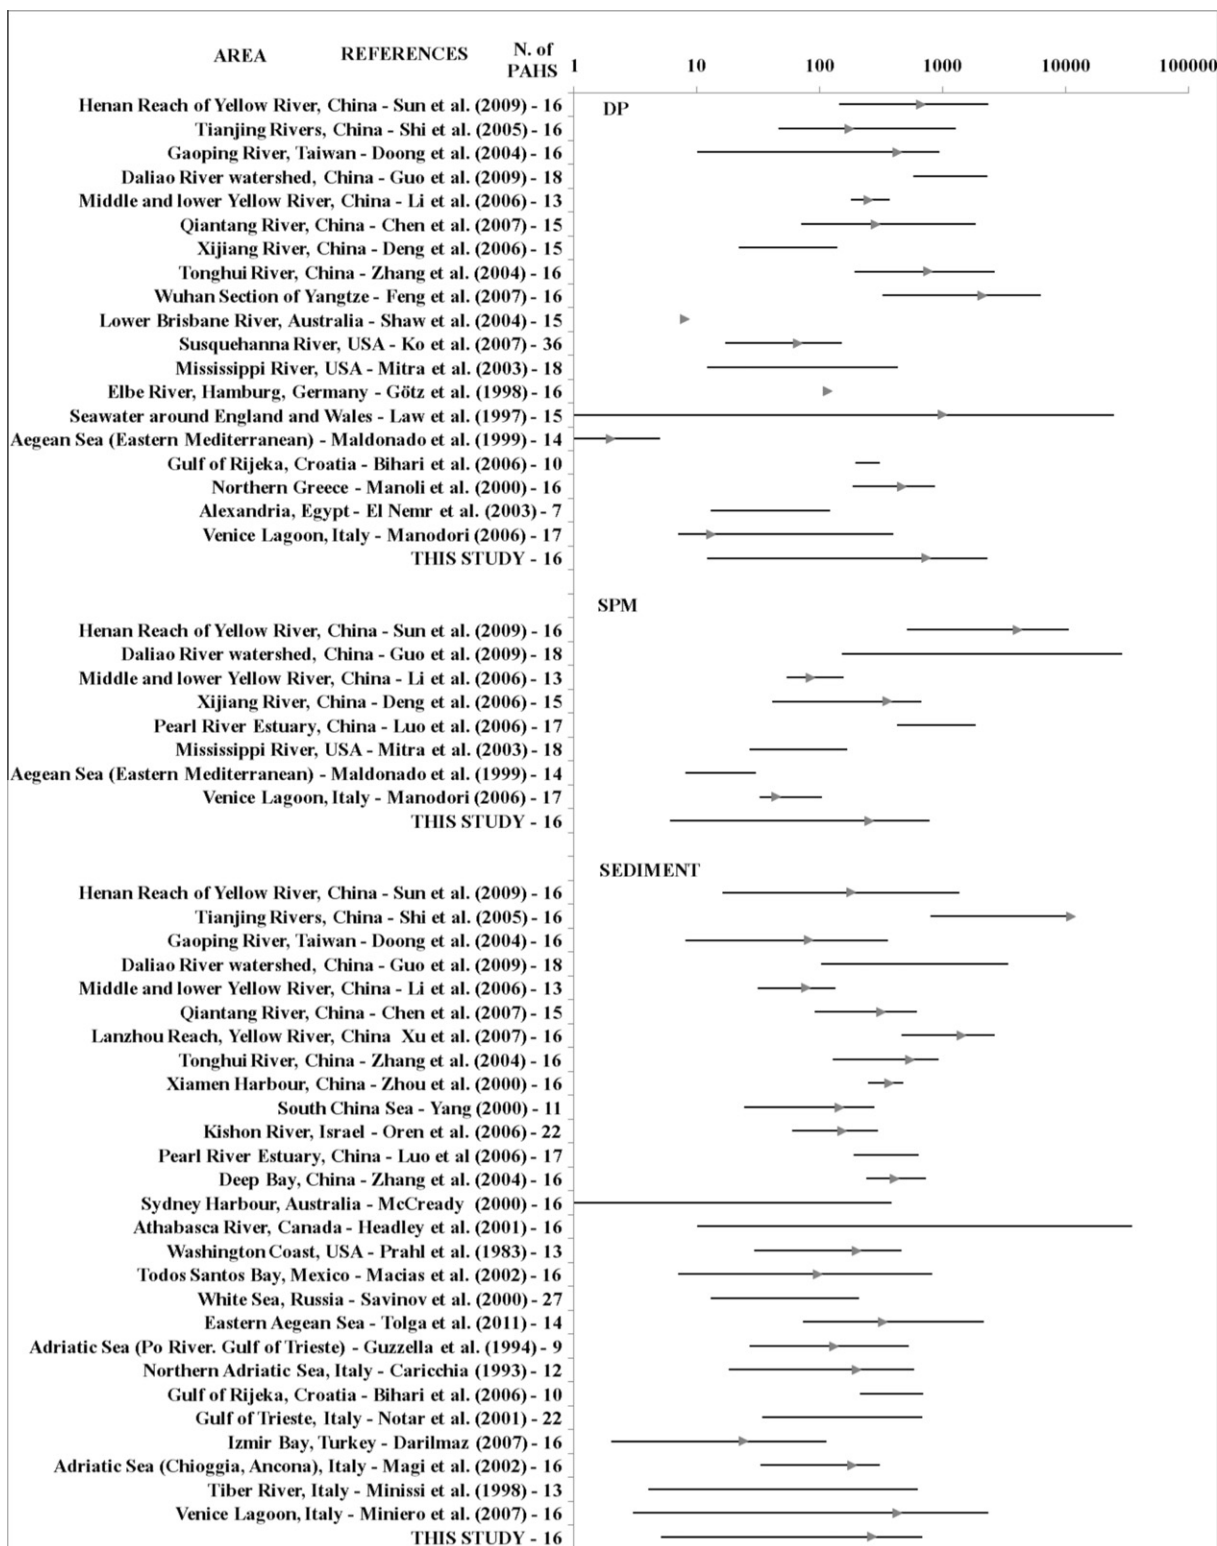 AREA REFERENCES N. of PAHS
1 10 100 1000 10000 100000
DP
Henan Reach of Yellow River, China - Sun et al. (2009) - 16
Tianjing Rivers, China - Shi et al. (2005) - 16
Gaoping River, Taiwan - Doong et al. (2004) - 16
Daliao River watershed, China - Guo et al. (2009) - 18
Middle and lower Yellow River, China - Li et al. (2006) - 13
Qiantang River, China - Chen et al. (2007) - 15
Xijiang River, China - Deng et al. (2006) - 15
Tonghui River, China - Zhang et al. (2004) - 16
Wuhan Section of Yangtze - Feng et al. (2007) - 16
Lower Brisbane River, Australia - Shaw et al. (2004) - 15
Susquehanna River, USA - Ko et al. (2007) - 36
Mississippi River, USA - Mitra et al. (2003) - 18
Elbe River, Hamburg, Germany - Götz et al. (1998) - 16
Seawater around England and Wales - Law et al. (1997) - 15
Aegean Sea (Eastern Mediterranean) - Maldonado et al. (1999) - 14
Gulf of Rijeka, Croatia - Bihari et al. (2006) - 10
Northern Greece - Manoli et al. (2000) - 16
Alexandria, Egypt - El Nemr et al. (2003) - 7
Venice Lagoon, Italy - Manodori (2006) - 17
THIS STUDY - 16
SPM
Henan Reach of Yellow River, China - Sun et al. (2009) - 16
Daliao River watershed, China - Guo et al. (2009) - 18
Middle and lower Yellow River, China - Li et al. (2006) - 13
Xijiang River, China - Deng et al. (2006) - 15
Pearl River Estuary, China - Luo et al. (2006) - 17
Mississippi River, USA - Mitra et al. (2003) - 18
Aegean Sea (Eastern Mediterranean) - Maldonado et al. (1999) - 14
Venice Lagoon, Italy - Manodori (2006) - 17
THIS STUDY - 16
SEDIMENT
Henan Reach of Yellow River, China - Sun et al. (2009) - 16
Tianjing Rivers, China - Shi et al. (2005) - 16
Gaoping River, Taiwan - Doong et al. (2004) - 16
Daliao River watershed, China - Guo et al. (2009) - 18
Middle and lower Yellow River, China - Li et al. (2006) - 13
Qiantang River, China - Chen et al. (2007) - 15
Lanzhou Reach, Yellow River, China Xu et al. (2007) - 16
Tonghui River, China - Zhang et al. (2004) - 16
Xiamen Harbour, China - Zhou et al. (2000) - 16
South China Sea - Yang (2000) - 11
Kishon River, Israel - Oren et al. (2006) - 22
Pearl River Estuary, China - Luo et al (2006) - 17
Deep Bay, China - Zhang et al. (2004) - 16
Sydney Harbour, Australia - McCready (2000) - 16
Athabasca River, Canada - Headley et al. (2001) - 16
Washington Coast, USA - Prahl et al. (1983) - 13
Todos Santos Bay, Mexico - Macias et al. (2002) - 16
White Sea, Russia - Savinov et al. (2000) - 27
Eastern Aegean Sea - Tolga et al. (2011) - 14
Adriatic Sea (Po River. Gulf of Trieste) - Guzzella et al. (1994) - 9
Northern Adriatic Sea, Italy - Caricchia (1993) - 12
Gulf of Rijeka, Croatia - Bihari et al. (2006) - 10
Gulf of Trieste, Italy - Notar et al. (2001) - 22
Izmir Bay, Turkey - Darilmaz (2007) - 16
Adriatic Sea (Chioggia, Ancona), Italy - Magi et al. (2002) - 16
Tiber River, Italy - Minissi et al. (1998) - 13
Venice Lagoon, Italy - Miniero et al. (2007) - 16
THIS STUDY - 16